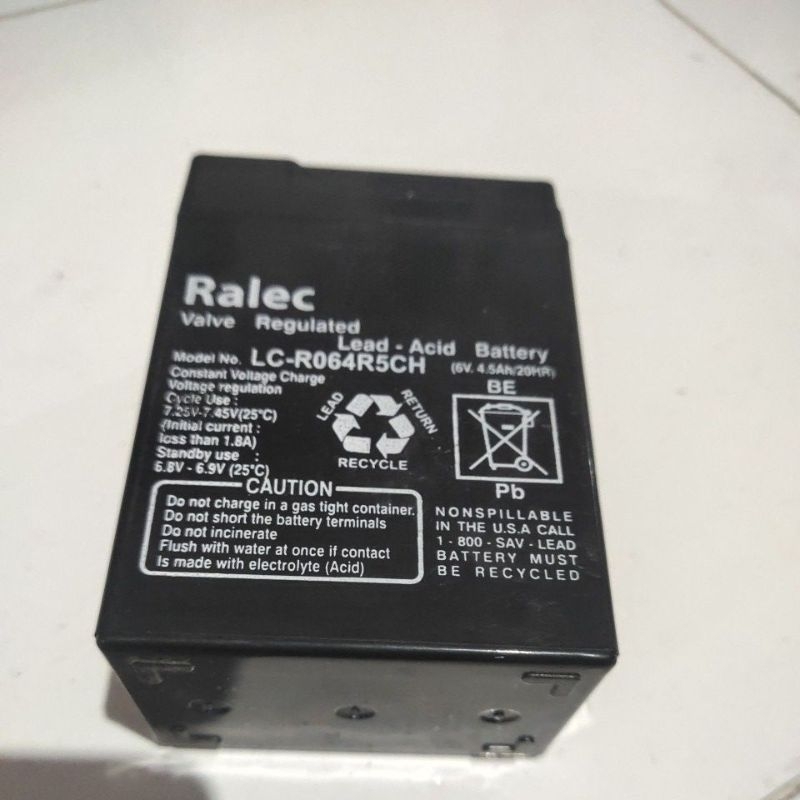 Ralec
Valve Regulated
Lead - Acid Battery
Model No. LC-R064R5CH (6V. 4.5Ah/20HR)
Constant Voltage Charge
Voltage regulation
Cycle Use :
7.25V-7.45V(25°C)
(Initial current :
less than 1.8A)
Standby use :
6.8V - 6.9V (25°C)
LEAD RETURN
RECYCLE
BE
Pb
CAUTION
Do not charge in a gas tight container.
Do not short the battery terminals
Do not incinerate
Flush with water at once if contact
Is made with electrolyte (Acid)
NONSPILLABLE
IN THE U.S.A CALL
1 - 800 - SAV - LEAD
BATTERY MUST
BE RECYCLED